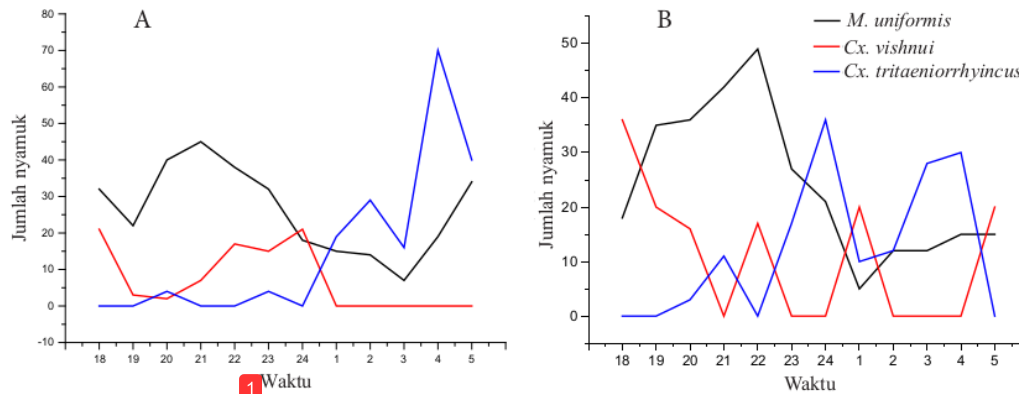 A
80
70
60
50
40
30
20
10
0
-10
Jumlah nyamuk
18 19 20 21 22 23 24 1 2 3 4 5
1
Waktu
B
M. uniformis
Cx. vishnui
Cx. tritaeniorrhyincus
50
40
30
20
10
0
Jumlah nyamuk
18 19 20 21 22 23 24 1 2 3 4 5
Waktu